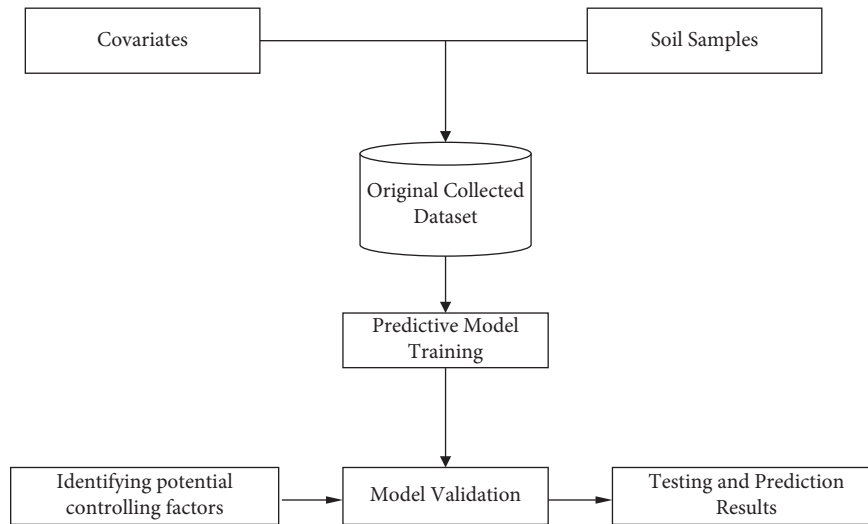 Covariates
Soil Samples
Original Collected
Dataset
Predictive Model
Training
Identifying potential
controlling factors
Model Validation
Testing and Prediction
Results